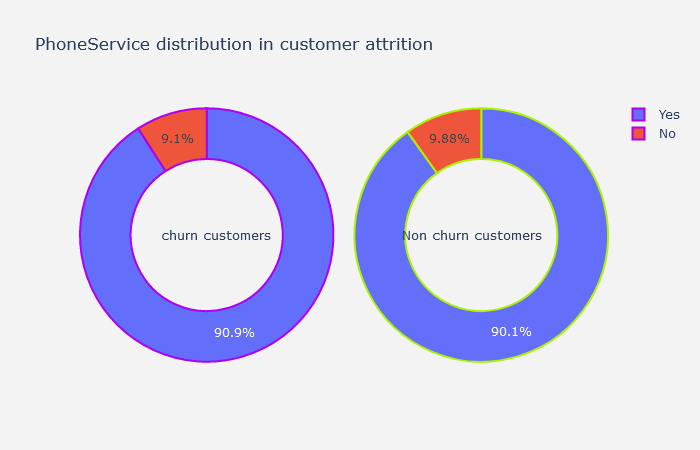 PhoneService distribution in customer attrition
Yes
No
9.1%
churn customers
90.9%
9.88%
Non churn customers
90.1%